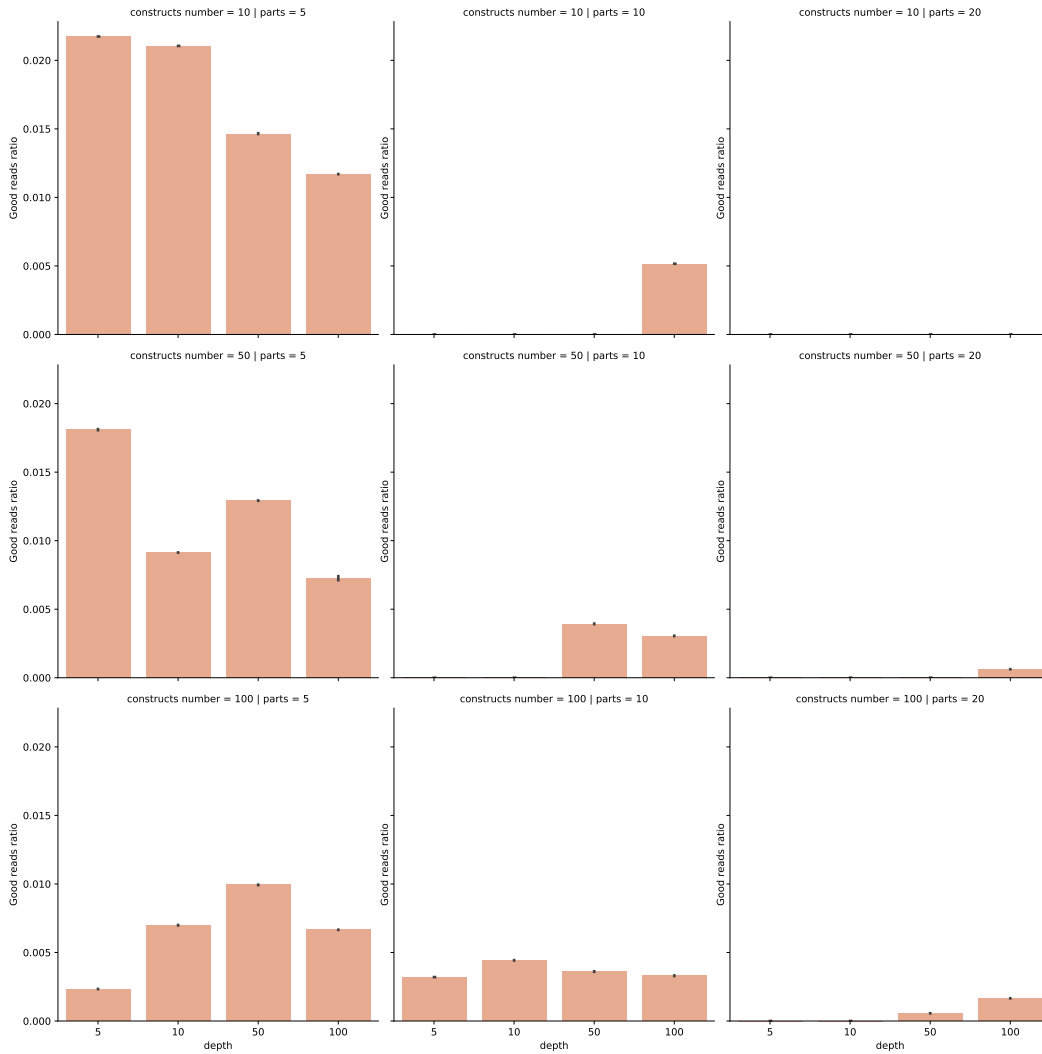 constructs number = 10 | parts = 5
constructs number = 10 | parts = 10
constructs number = 10 | parts = 20
Good reads ratio
0.020
0.015
0.010
0.005
0.000
Good reads ratio
Good reads ratio
constructs number = 50 | parts = 5
constructs number = 50 | parts = 10
constructs number = 50 | parts = 20
Good reads ratio
0.020
0.015
0.010
0.005
0.000
Good reads ratio
Good reads ratio
constructs number = 100 | parts = 5
constructs number = 100 | parts = 10
constructs number = 100 | parts = 20
Good reads ratio
0.020
0.015
0.010
0.005
0.000
Good reads ratio
Good reads ratio
5 10 50 100
5 10 50 100
5 10 50 100
depth
depth
depth